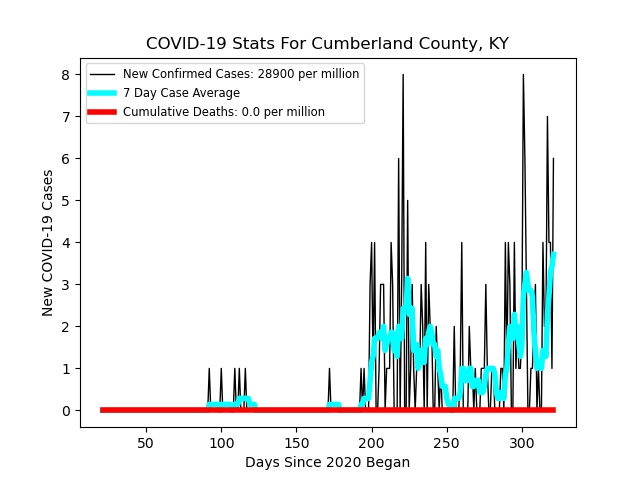 COVID-19 Stats For Cumberland County, KY
New Confirmed Cases: 28900 per million
7 Day Case Average
Cumulative Deaths: 0.0 per million
New COVID-19 Cases
8
7
6
5
4
3
2
1
0
50 100 150 200 250 300
Days Since 2020 Began